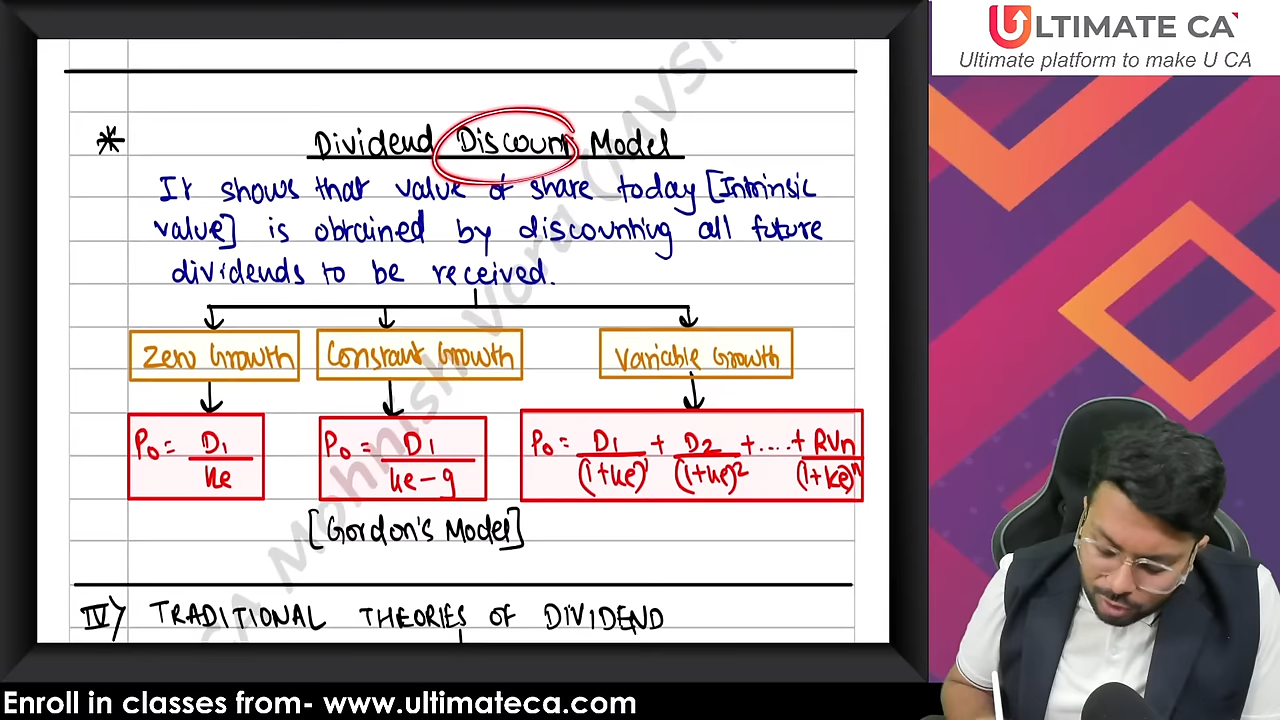 ULTIMATE CA
Ultimate platform to make U CA
* Dividend Discount Model
It shows that value of share today [Intrinsic
value] is obtained by discounting all future
dividends to be received.
Zero Growth Constant Growth Variable Growth
P₀ = D₁/ke P₀ = D₁/(ke - g) P₀ = D₁/(1+ke)¹ + D₂/(1+ke)² + .... + RVn/(1+ke)ⁿ
[Gordon's Model]
IV) TRADITIONAL THEORIES OF DIVIDEND
Enroll in classes from- www.ultimateca.com